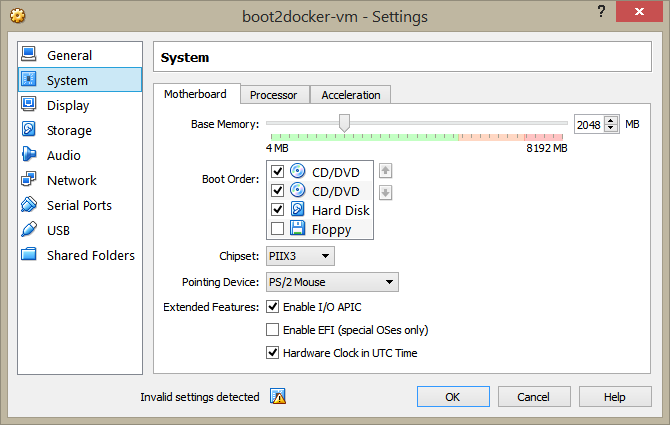 boot2docker-vm - Settings
?
General
System
Display
Storage
Audio
Network
Serial Ports
USB
Shared Folders
System
Motherboard Processor Acceleration
Base Memory: 2048 MB
4 MB 8192 MB
Boot Order: CD/DVD
CD/DVD
Hard Disk
Floppy
Chipset: PIIX3
Pointing Device: PS/2 Mouse
Extended Features: Enable I/O APIC
Enable EFI (special OSes only)
Hardware Clock in UTC Time
Invalid settings detected OK Cancel Help